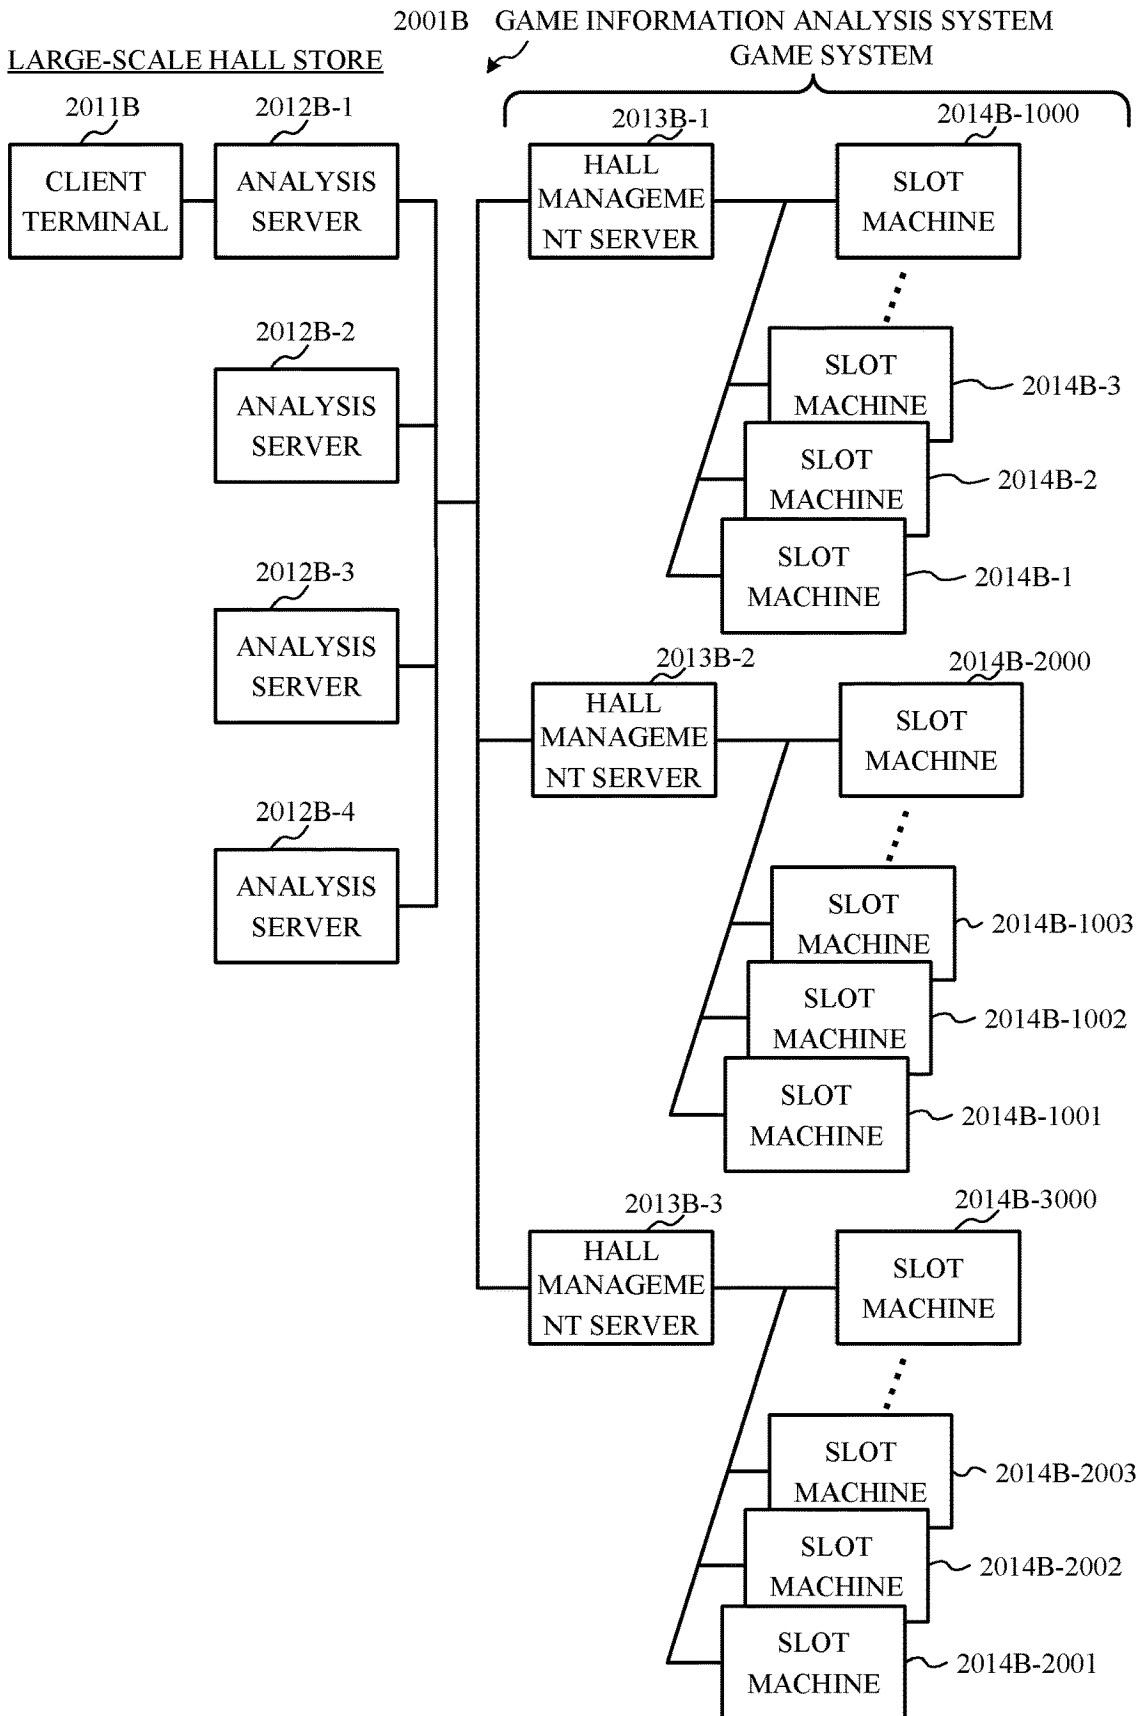 2001B GAME INFORMATION ANALYSIS SYSTEM
LARGE-SCALE HALL STORE
GAME SYSTEM
2011B
2012B-1
2013B-1
2014B-1000
CLIENT
TERMINAL
ANALYSIS
SERVER
HALL
MANAGEME
NT SERVER
SLOT
MACHINE
2012B-2
ANALYSIS
SERVER
SLOT
MACHINE
2014B-3
SLOT
MACHINE
2014B-2
SLOT
MACHINE
2014B-1
2012B-3
ANALYSIS
SERVER
2013B-2
HALL
MANAGEME
NT SERVER
2014B-2000
SLOT
MACHINE
2012B-4
ANALYSIS
SERVER
SLOT
MACHINE
2014B-1003
SLOT
MACHINE
2014B-1002
SLOT
MACHINE
2014B-1001
2013B-3
HALL
MANAGEME
NT SERVER
2014B-3000
SLOT
MACHINE
SLOT
MACHINE
2014B-2003
SLOT
MACHINE
2014B-2002
SLOT
MACHINE
2014B-2001